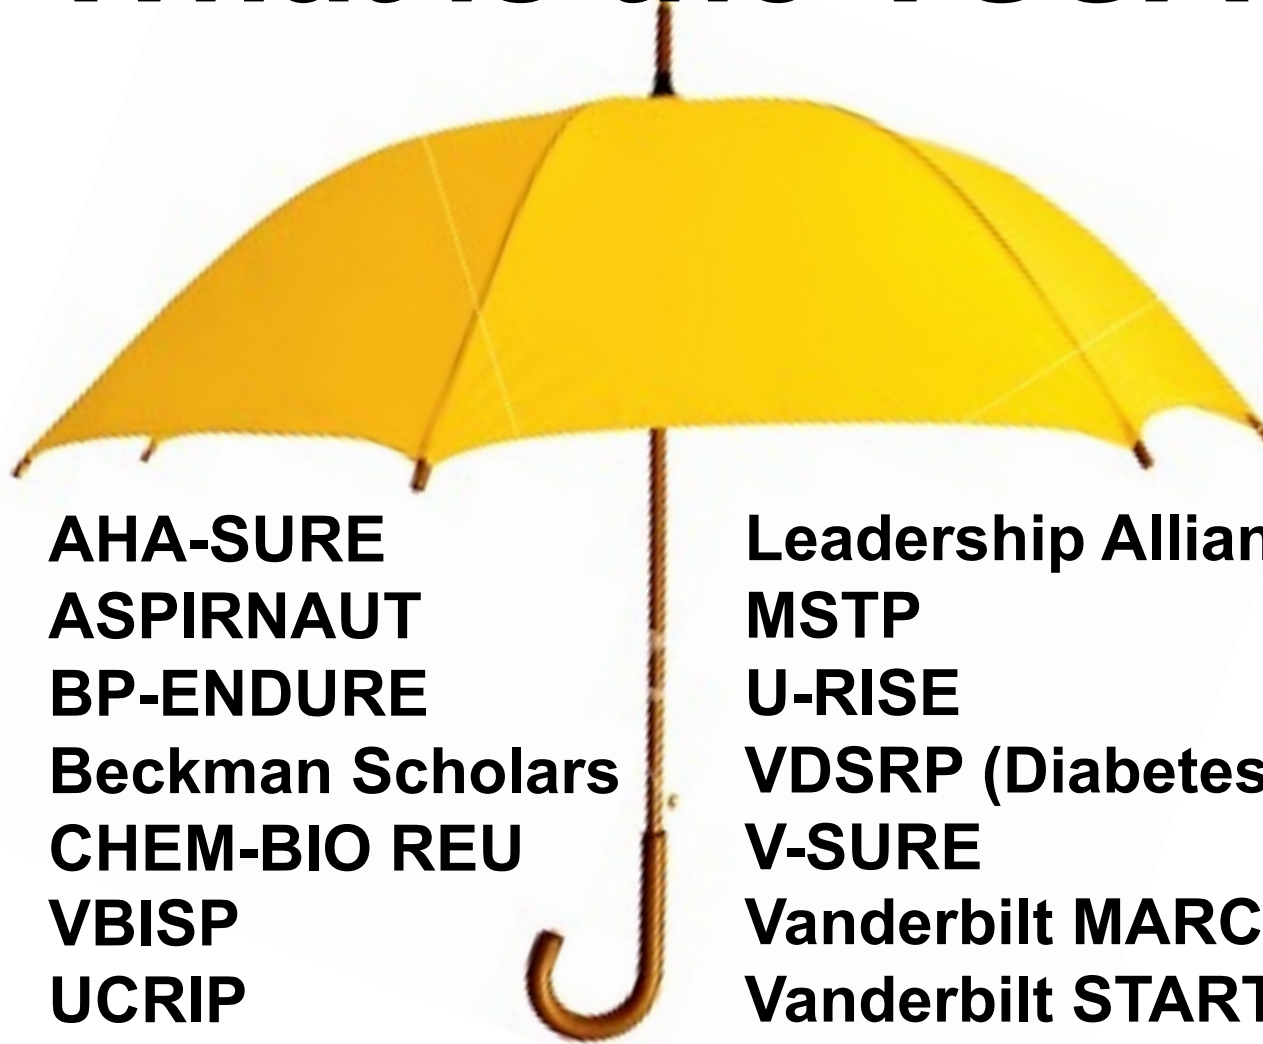 AHA-SURE
ASPIRNAUT
BP-ENDURE
Beckman Scholars
CHEM-BIO REU
VBISP
UCRIP
Leadership
MSTP
U-RISE
VDSRP (Diabetes
V-SURE
Vanderbilt MARC
Vanderbilt START